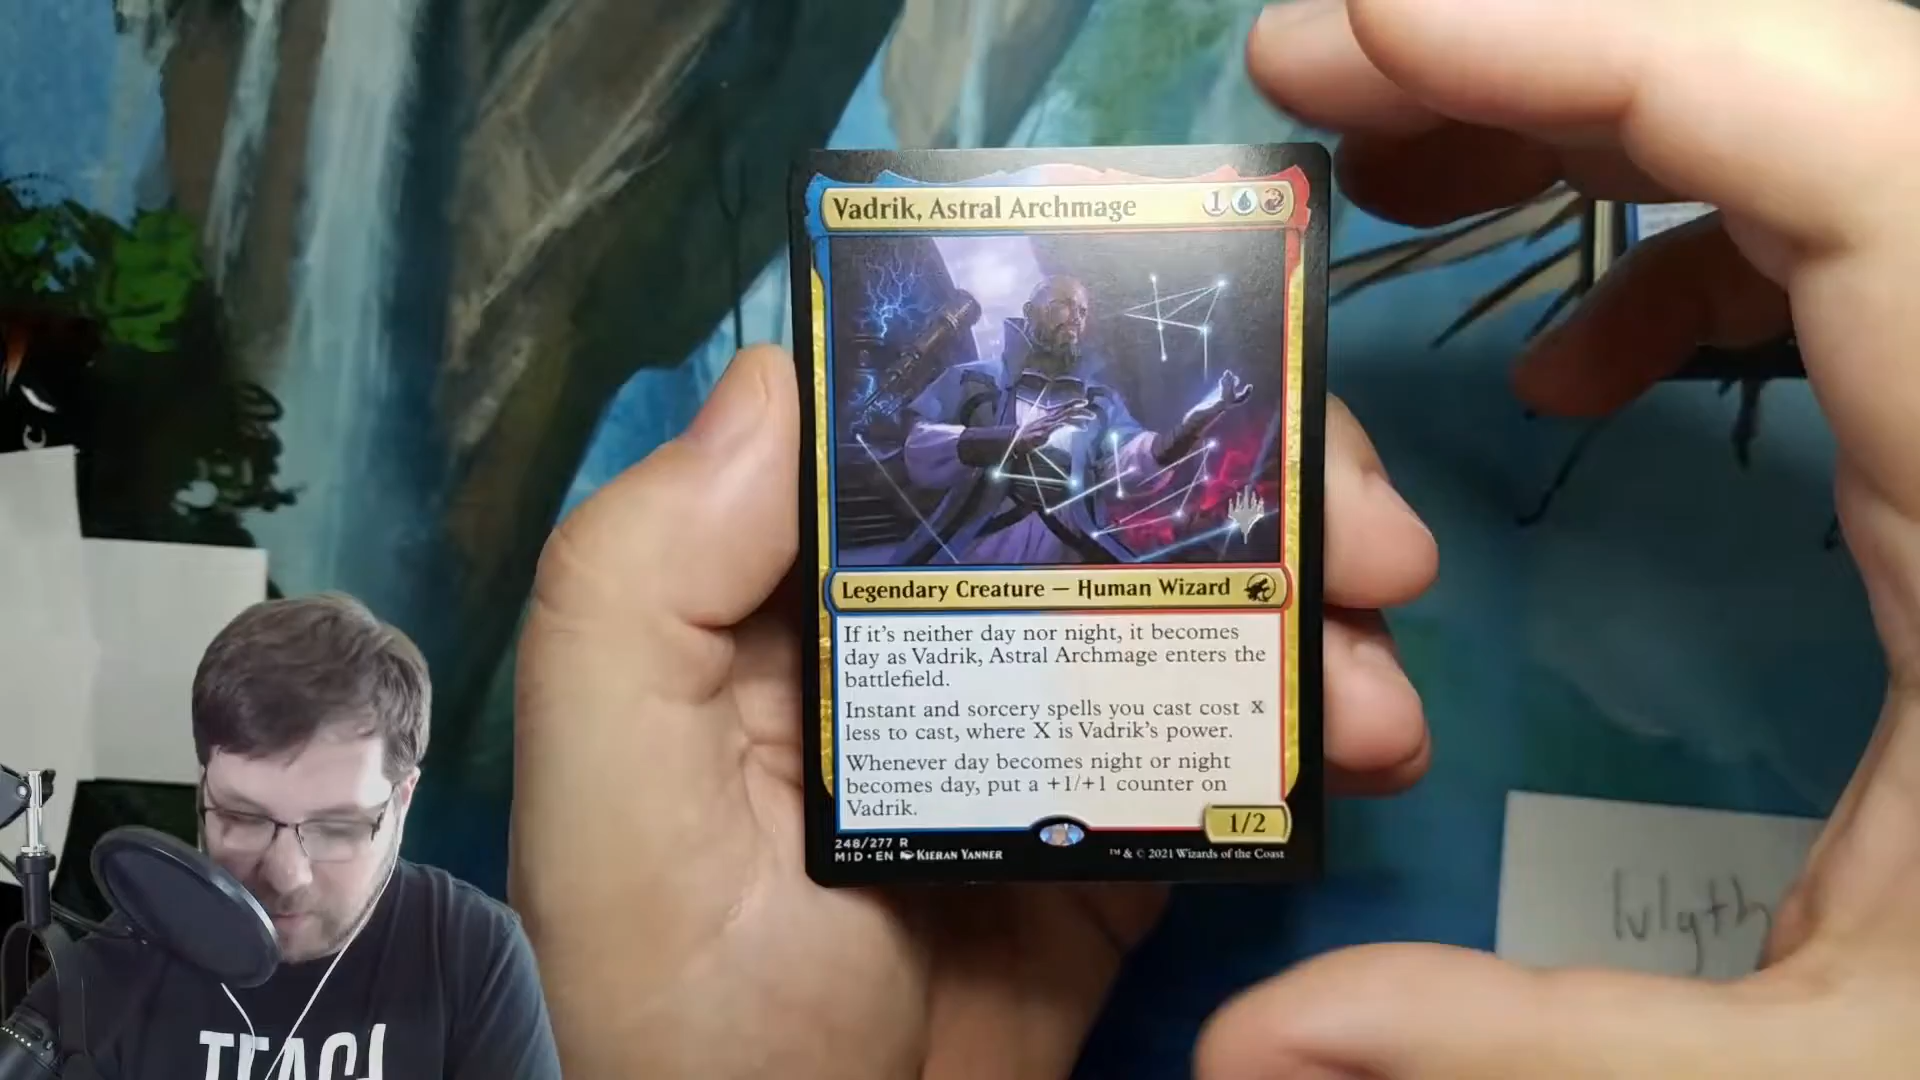 Vadrik, Astral Archmage 1
Legendary Creature — Human Wizard
If it's neither day nor night, it becomes
day as Vadrik, Astral Archmage enters the
battlefield.
Instant and sorcery spells you cast cost X
less to cast, where X is Vadrik's power.
Whenever day becomes night or night
becomes day, put a +1/+1 counter on
Vadrik.
1/2
248/277 R
MID • EN KIERAN YANNER
™ & © 2021 Wizards of the Coast